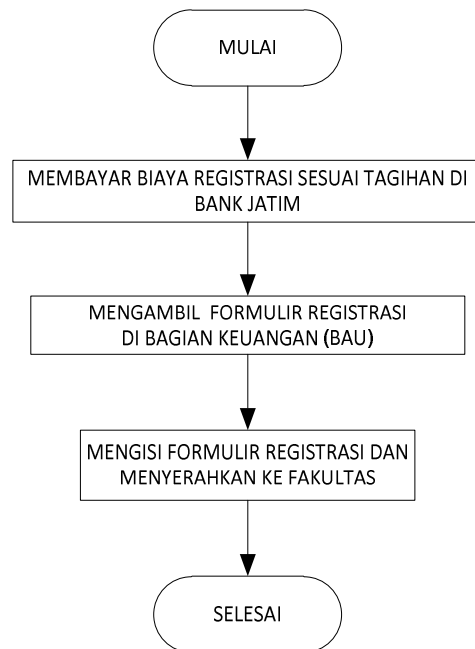 MULAI
MEMBAYAR BIAYA REGISTRASI SESUAI TAGIHAN DI
BANK JATIM
MENGAMBIL FORMULIR REGISTRASI
DI BAGIAN KEUANGAN (BAU)
MENGISI FORMULIR REGISTRASI DAN
MENYERAHKAN KE FAKULTAS
SELESAI